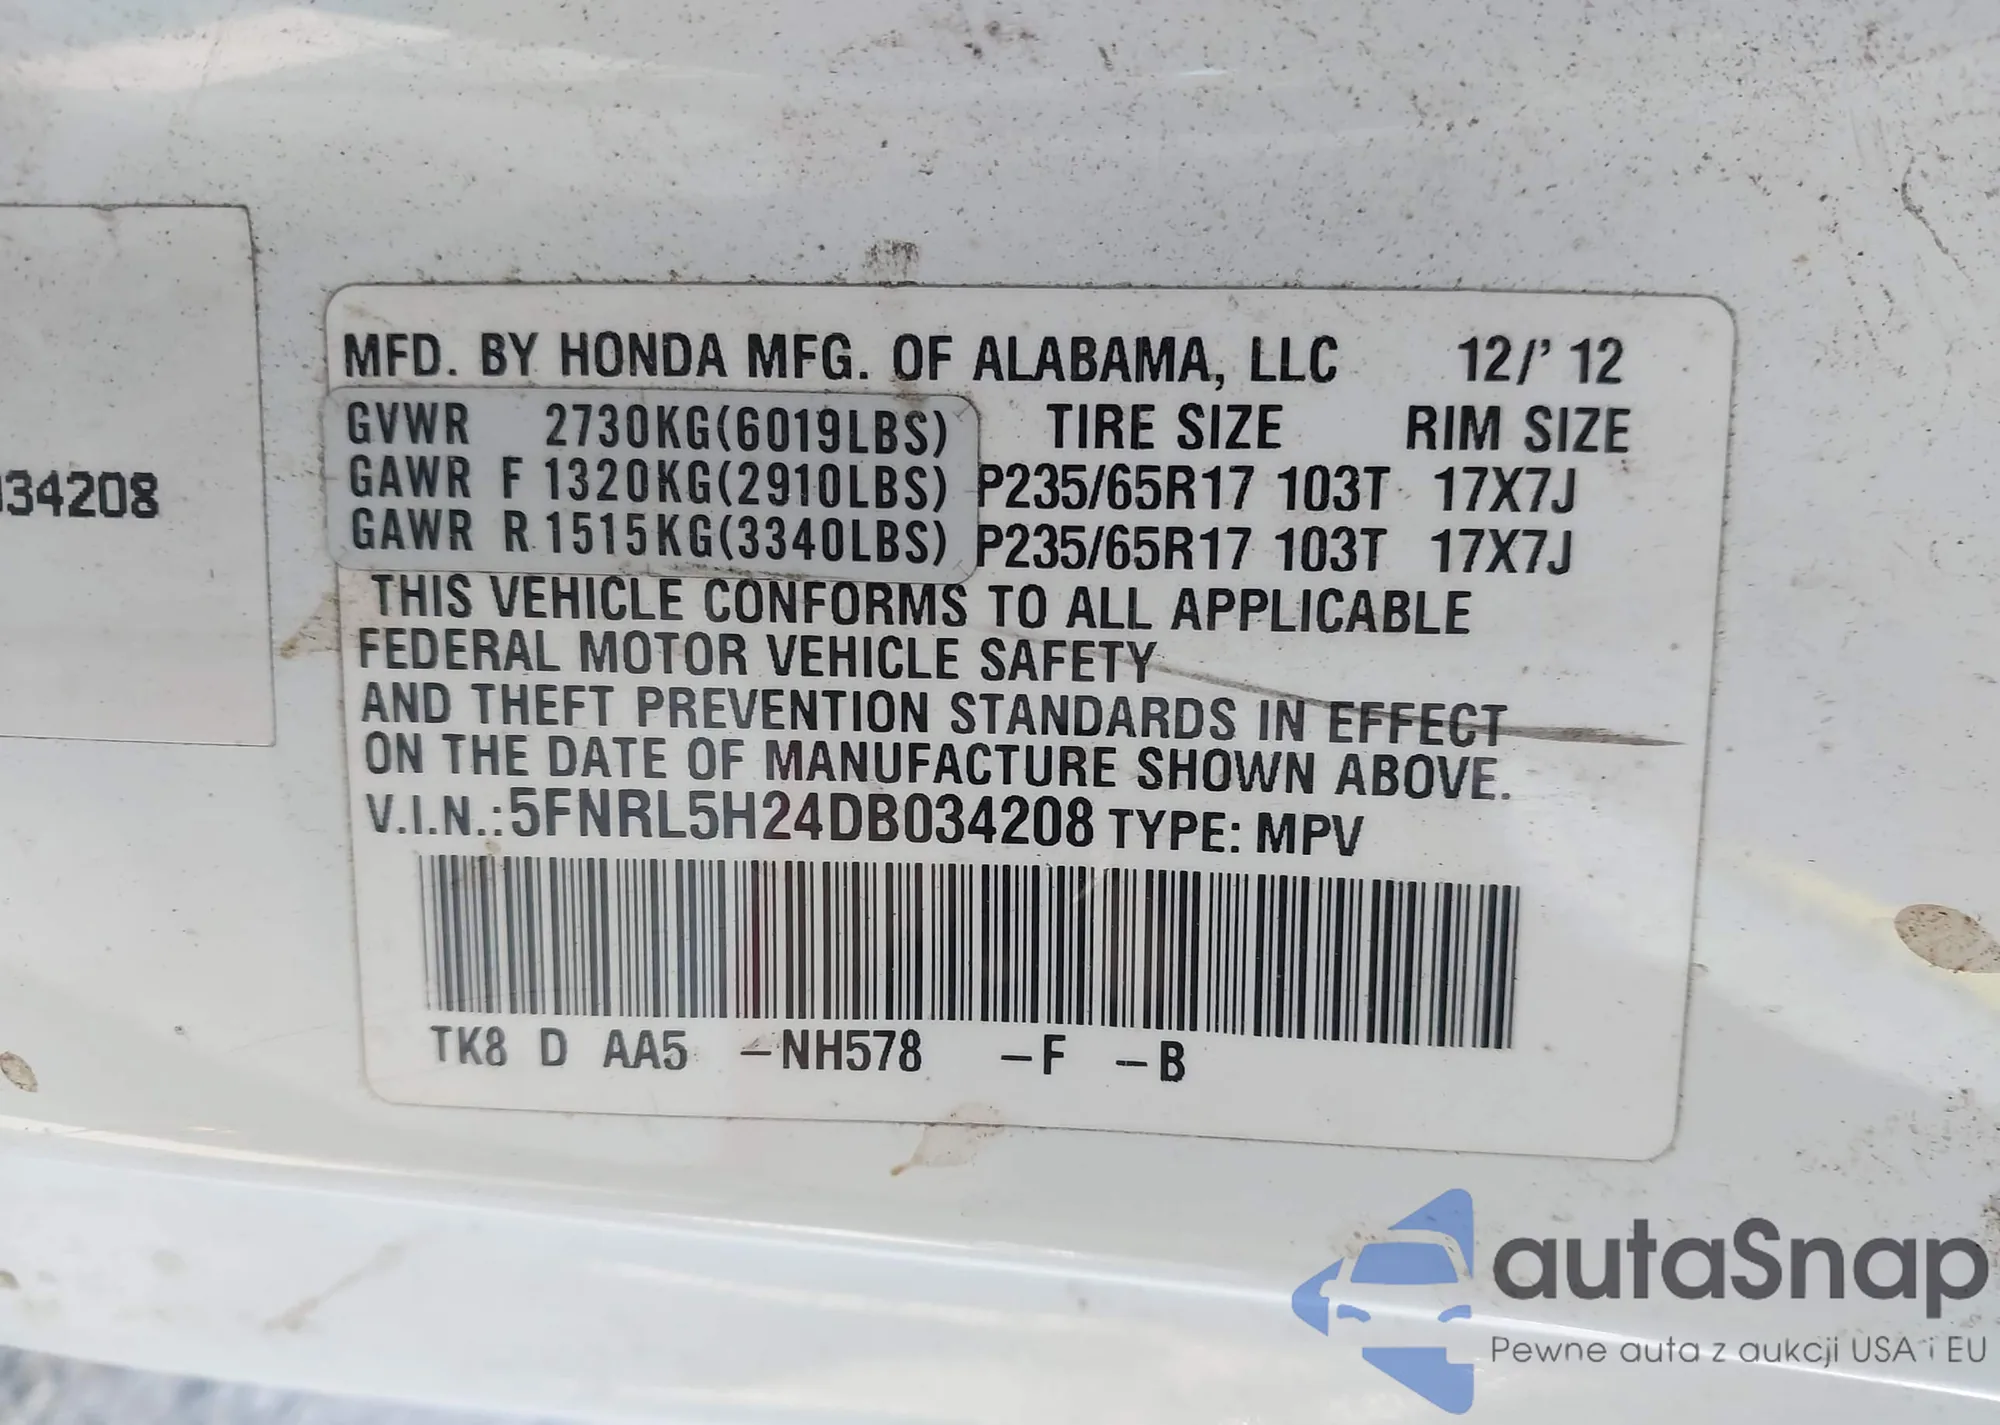 034208
MFD. BY HONDA MFG. OF ALABAMA, LLC 12/'12
GVWR 2730KG(6019LBS) TIRE SIZE RIM SIZE
GAWR F 1320KG(2910LBS) P235/65R17 103T 17X7J
GAWR R 1515KG(3340LBS) P235/65R17 103T 17X7J
THIS VEHICLE CONFORMS TO ALL APPLICABLE
FEDERAL MOTOR VEHICLE SAFETY
AND THEFT PREVENTION STANDARDS IN EFFECT
ON THE DATE OF MANUFACTURE SHOWN ABOVE.
V.I.N.:5FNRL5H24DB034208 TYPE: MPV
TK8 D AA5 –NH578 –F –B
autaSnap
Pewne auta z aukcji USA i EU